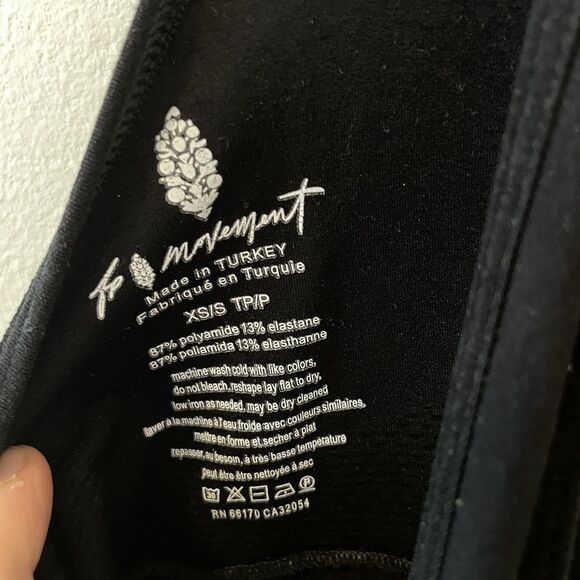 fp movement
Made in TURKEY
Fabriqué en Turquie
XS/S TP/P
87% polyamide 13% elastane
87% poliamida 13% elasthanne
machine wash cold with like colors,
do not bleach, reshape lay flat to dry,
low iron as needed, may be dry cleaned
laver à la machine à l'eau froide avec couleurs similaires,
mettre en forme et, secher à plat
repasser, au besoin, à très basse température
peut être être nettoyée à sec
30
RN 66170 CA32054